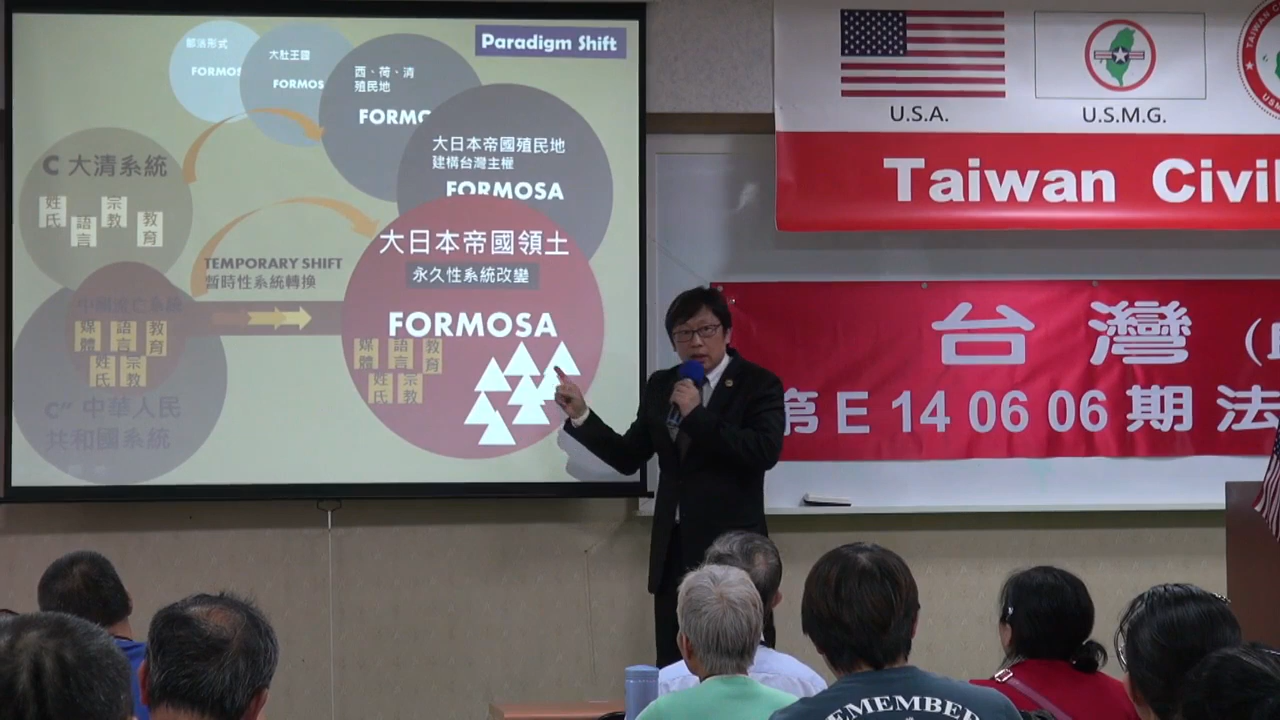 Paradigm Shift
部落形式
FORMOS
大肚王國
FORMOS
西、荷、清
殖民地
FORMO
大日本帝國殖民地
建構台灣主權
FORMOSA
C 大清系統
姓氏
語言
宗教
教育
TEMPORARY SHIFT
暫時性系統轉換
大日本帝國領土
永久性系統改變
FORMOSA
媒體
語言
教育
姓氏
宗教
媒體
語言
教育
姓氏
宗教
C" 中華人民
共和國系統
U.S.A.
U.S.M.G.
Taiwan Civil
台灣
第 E 14 06 06 期 法
REMEMBER